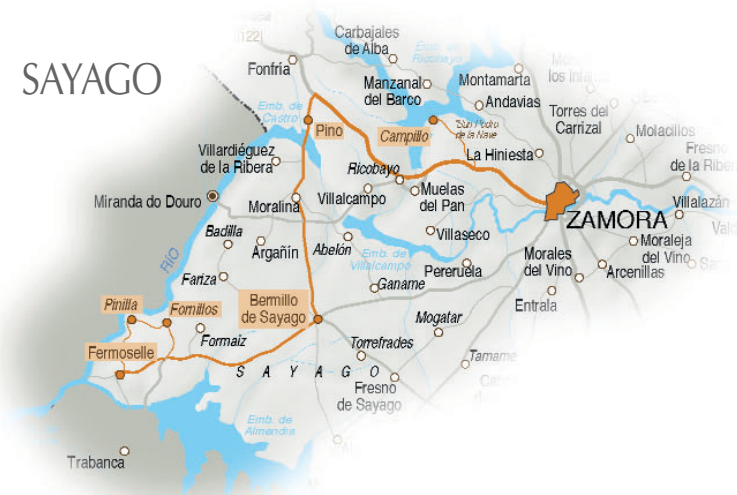 SAYAGO
Carbajales
de Alba
Emb. de
Ricobayo
Fonfría
Manzanal
del Barco
Montamarta
Andavias
Emb. de
Castro
Pino
Campillo
"San Pedro
de la Nave
Torres del
Carrizal
Molacillos
Fresno
de la Ribe
Villardiéguez
de la Ribera
La Hiniesta
Ricobayo
Miranda do Douro
Moralina
Villalcampo
Muelas
del Pan
ZAMORA
Villalazán
Badilla
Argañín
Abelón
Villaseco
Moraleja
del Vino
RÍO
Emb. de
Villalcampo
Pereruela
Morales
del Vino
Arcenillas
Fariza
Ganame
Entrala
Pinilla
Fornillos
Bermillo
de Sayago
Mogatar
Formaiz
Torrefrades
Fermoselle
Tamame
SAYAGO
Fresno
de Sayago
Emb. de
Almendra
Trabanca